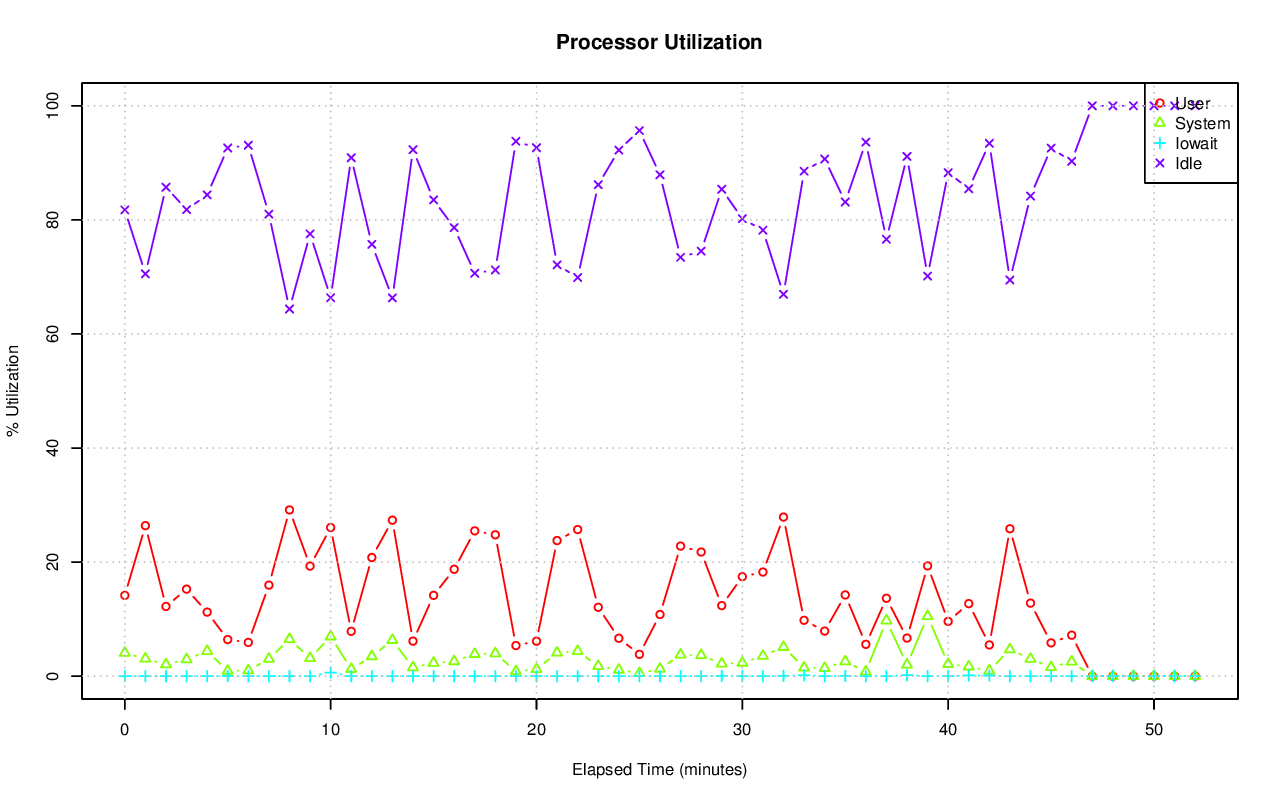 Processor Utilization
% Utilization
100
80
60
40
20
0
User
System
Iowait
Idle
0 10 20 30 40 50
Elapsed Time (minutes)